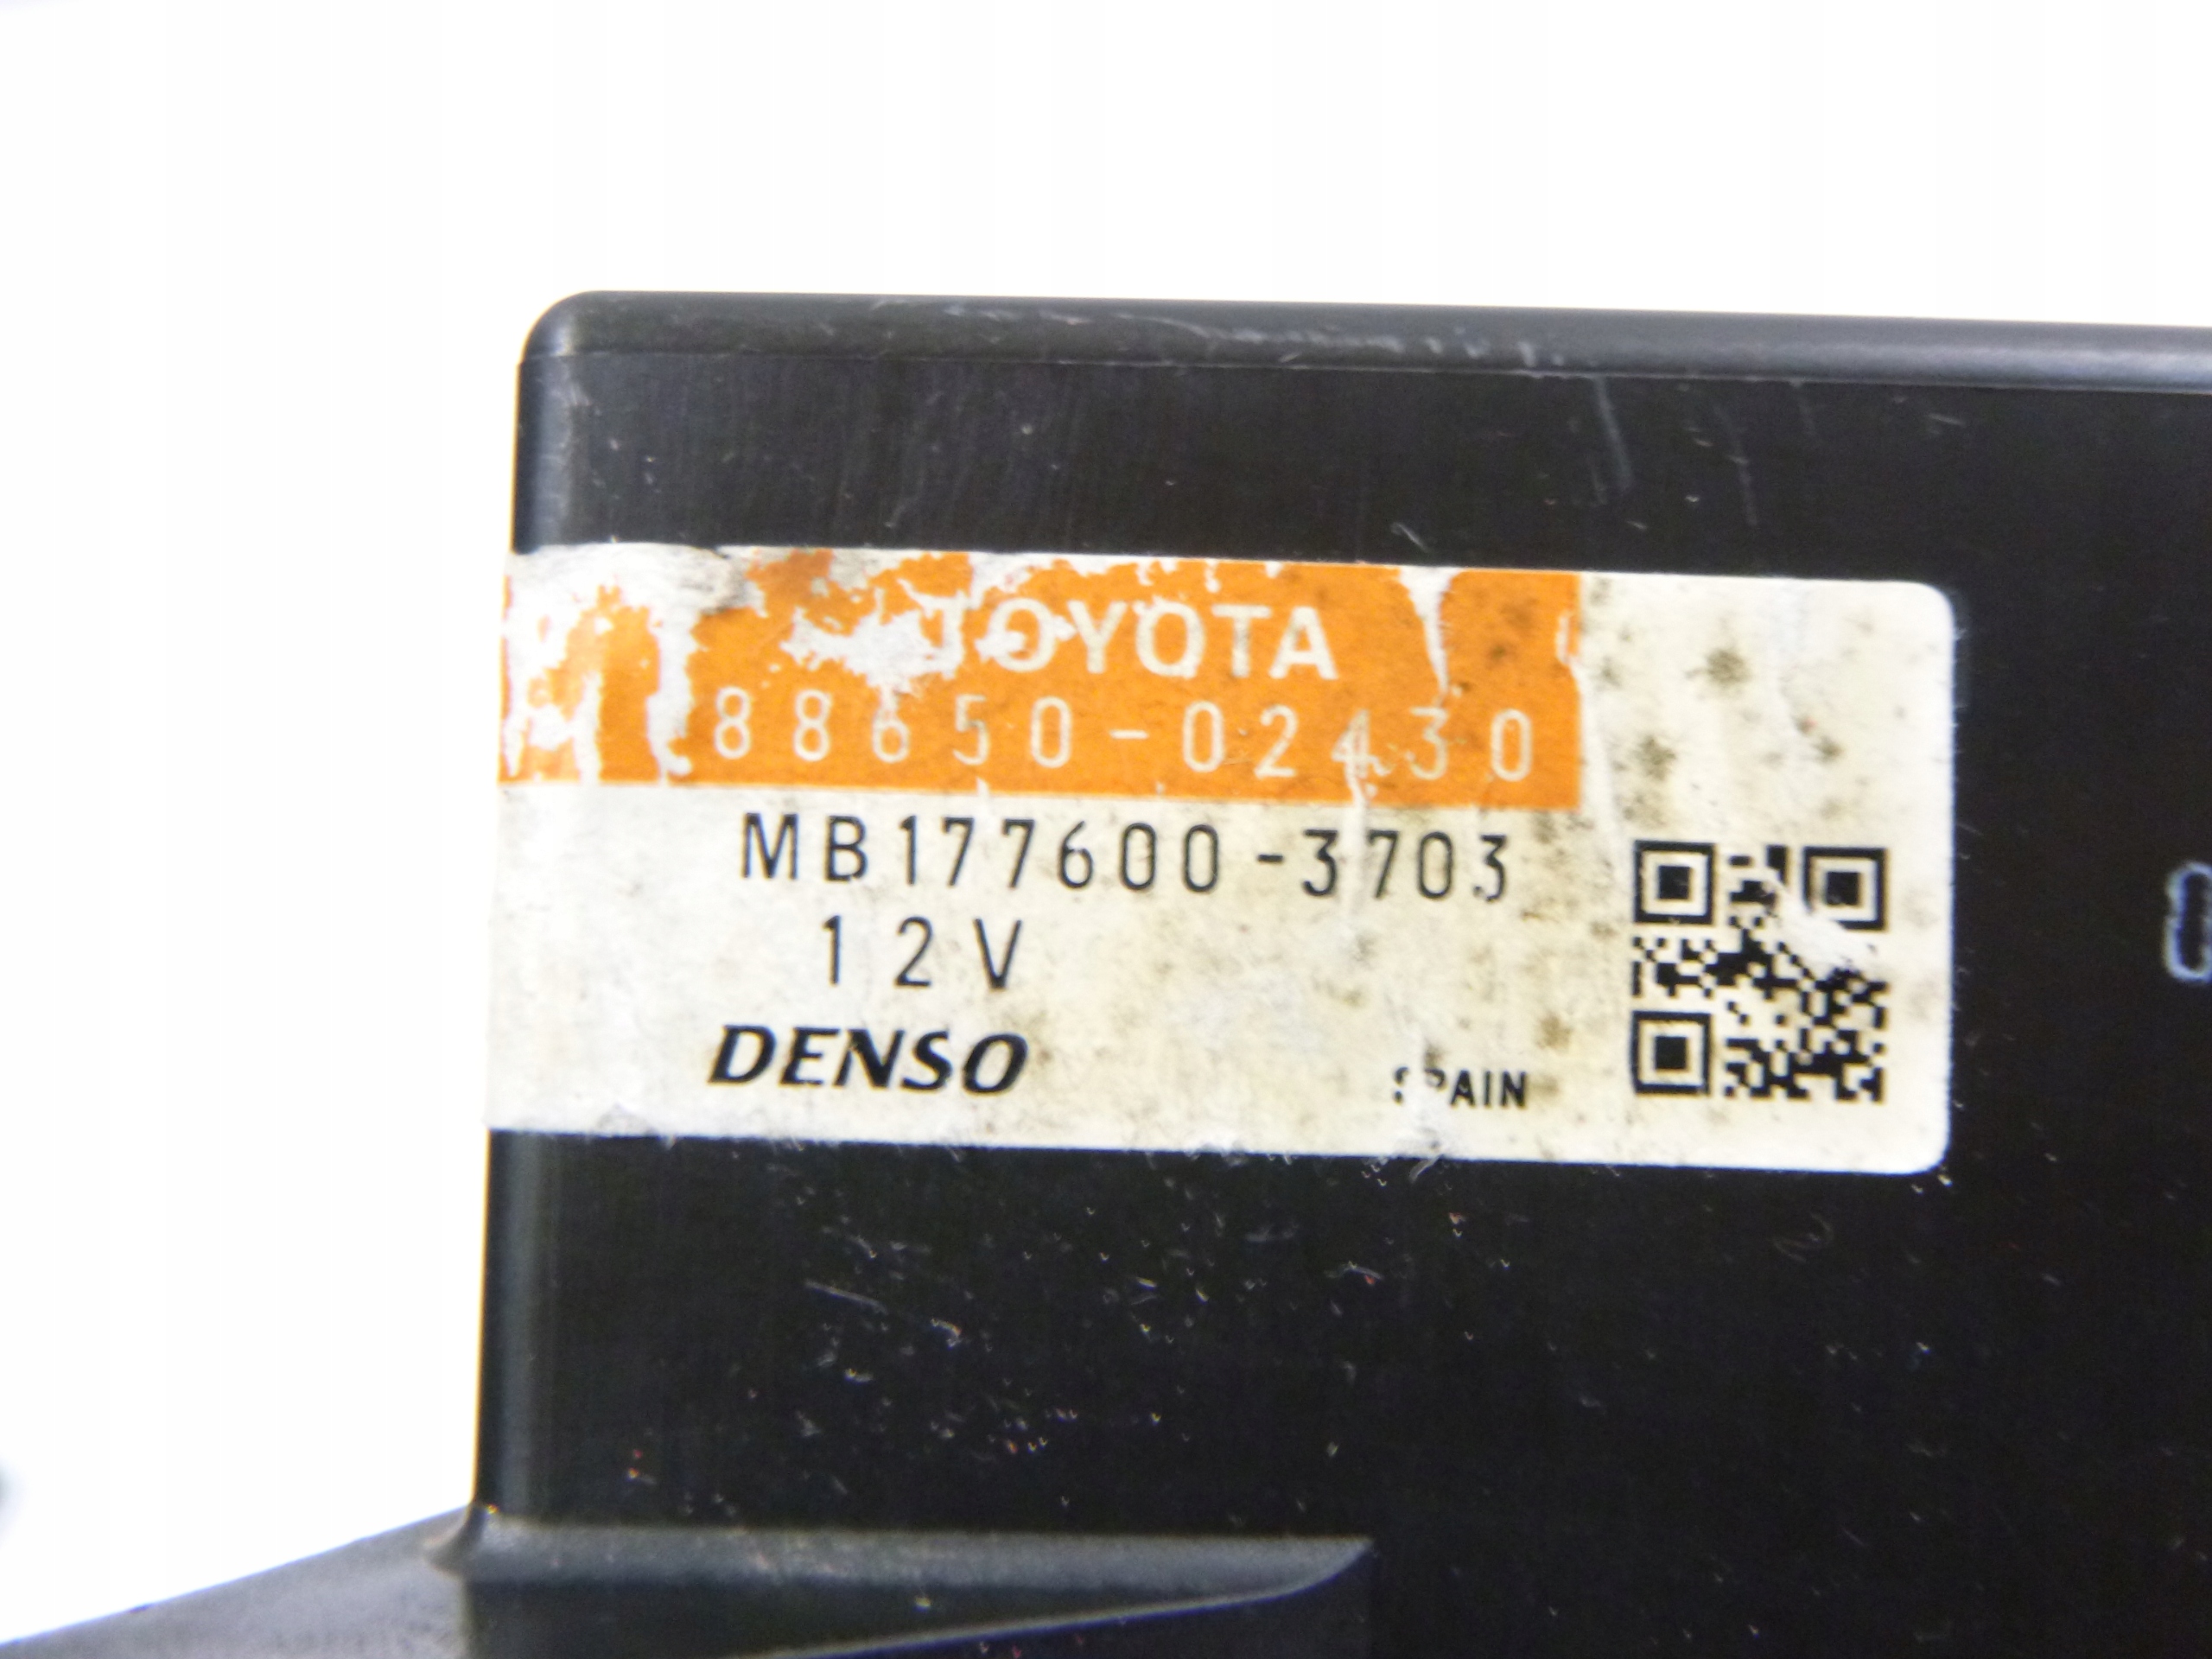 TOYOTA
88650-02430
MB177600-3703
12V
DENSO
SPAIN